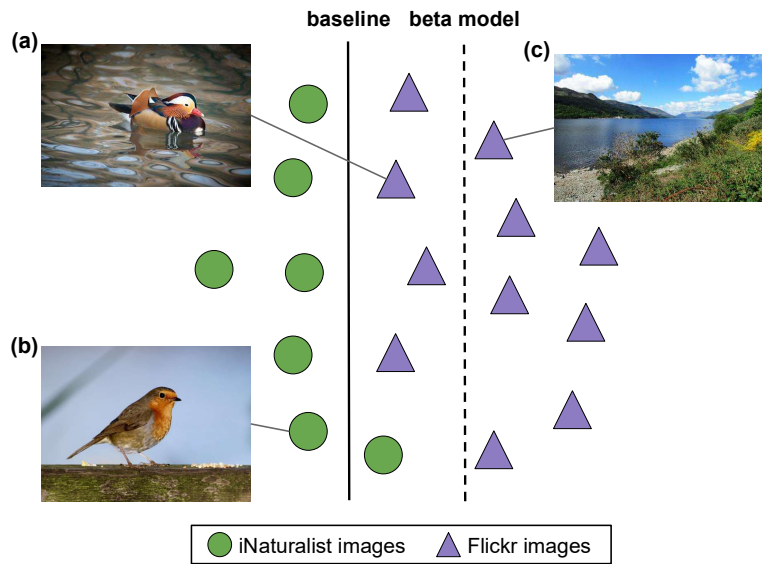 baseline beta model
(a)
(c)
(b)
iNaturalist images Flickr images